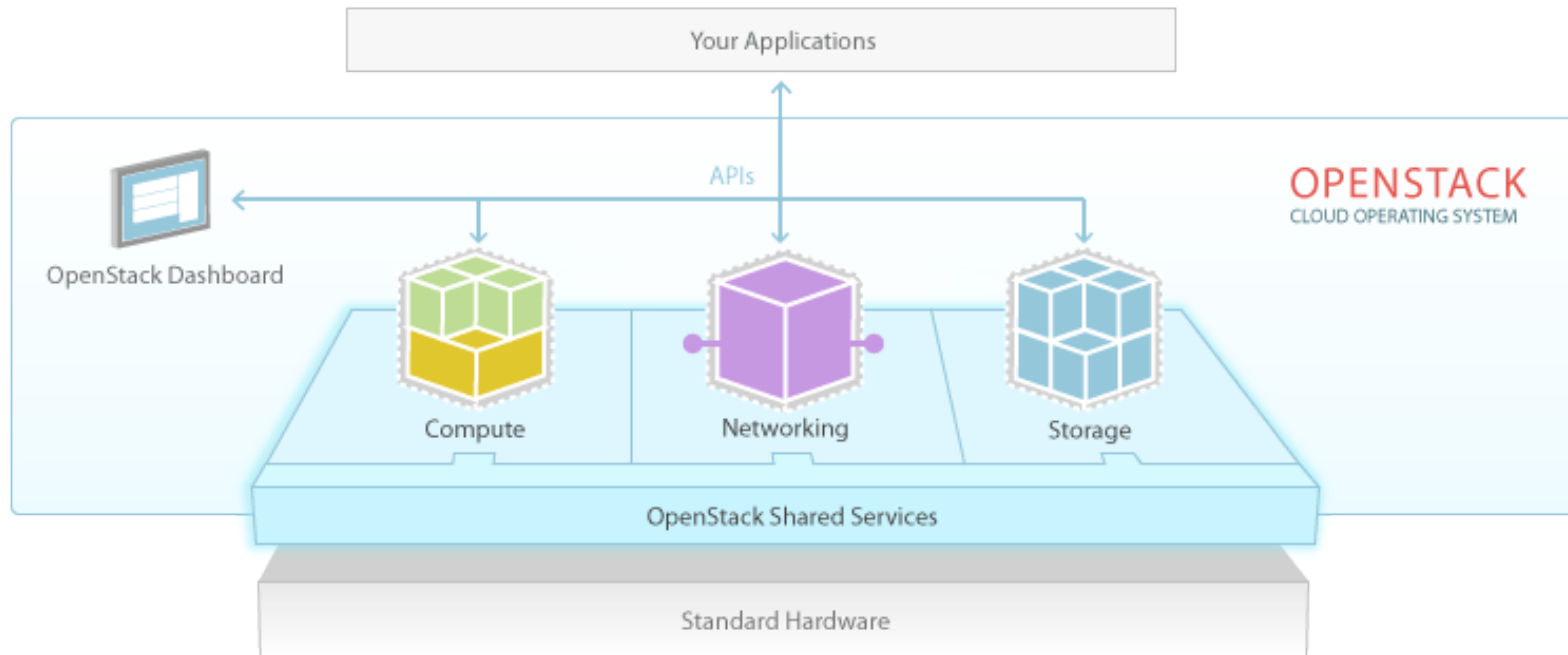 Your Applications
APIs
OPENSTACK
CLOUD OPERATING SYSTEM
OpenStack Dashboard
Compute
Networking
Storage
OpenStack Shared Services
Standard Hardware